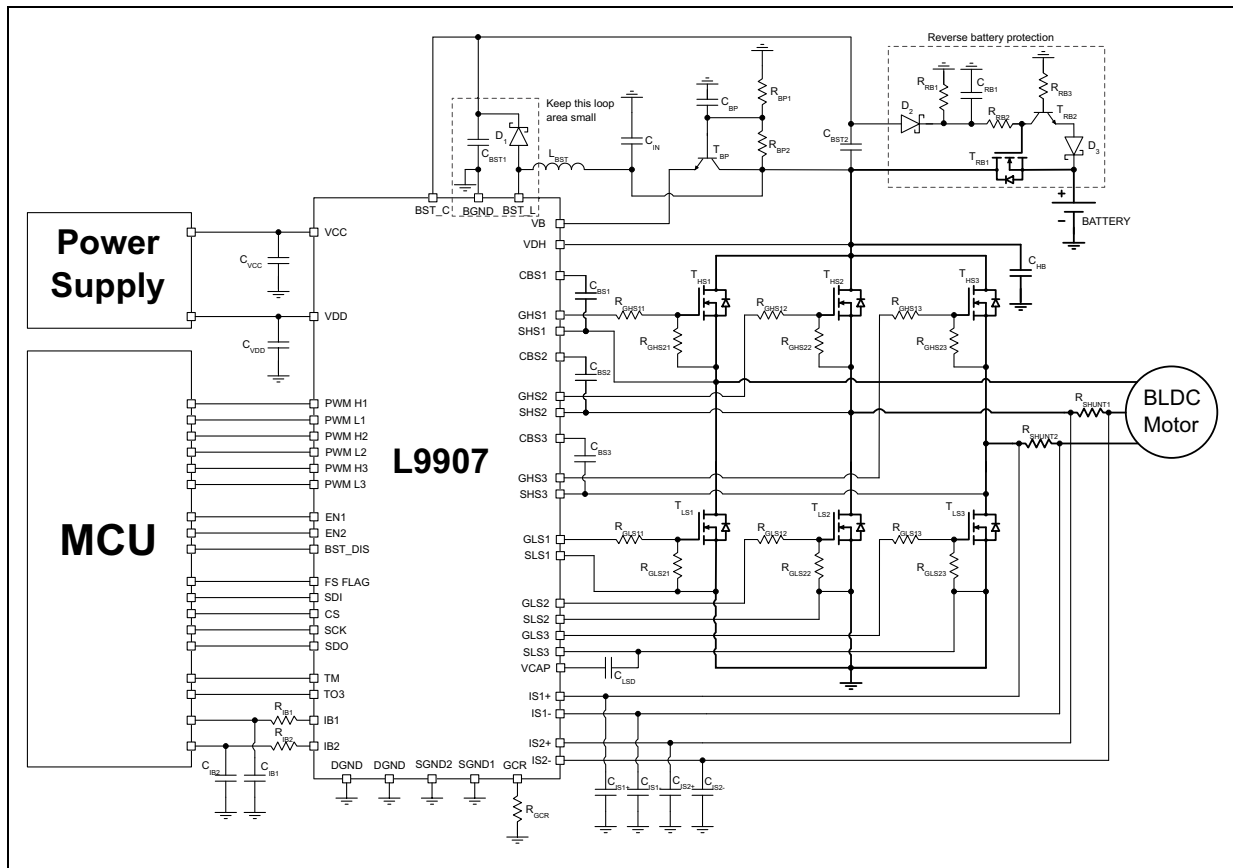 Reverse battery protection
Keep this loop
area small
R_BP1
C_BP
R_BP2
C_IN
T_BP
D_1
C_BST1
L_BST
C_BST2
D_2
R_RB1
C_RB1
R_RB2
R_RB3
T_RB2
T_RB1
D_3
+
-
BATTERY
BST_C
BGND
BST_L
Power
Supply
C_VCC
C_VDD
VCC
VDD
VB
VDH
C_HB
CBS1
C_BS1
GHS1
SHS1
CBS2
C_BS2
GHS2
SHS2
CBS3
C_BS3
GHS3
SHS3
T_HS1
T_HS2
T_HS3
R_GHS11
R_GHS12
R_GHS13
R_GHS21
R_GHS22
R_GHS23
BLDC
Motor
R_SHUNT1
R_SHUNT2
MCU
L9907
PWM H1
PWM L1
PWM H2
PWM L2
PWM H3
PWM L3
EN1
EN2
BST_DIS
FS FLAG
SDI
CS
SCK
SDO
TM
TO3
IB1
IB2
R_IB1
R_IB2
C_IB2
C_IB1
GLS1
SLS1
GLS2
SLS2
GLS3
SLS3
VCAP
C_LSD
T_LS1
T_LS2
T_LS3
R_GLS11
R_GLS12
R_GLS13
R_GLS21
R_GLS22
R_GLS23
IS1+
IS1-
IS2+
IS2-
C_IS1+
C_IS1-
C_IS2+
C_IS2-
DGND
DGND
SGND2
SGND1
GCR
R_GCR